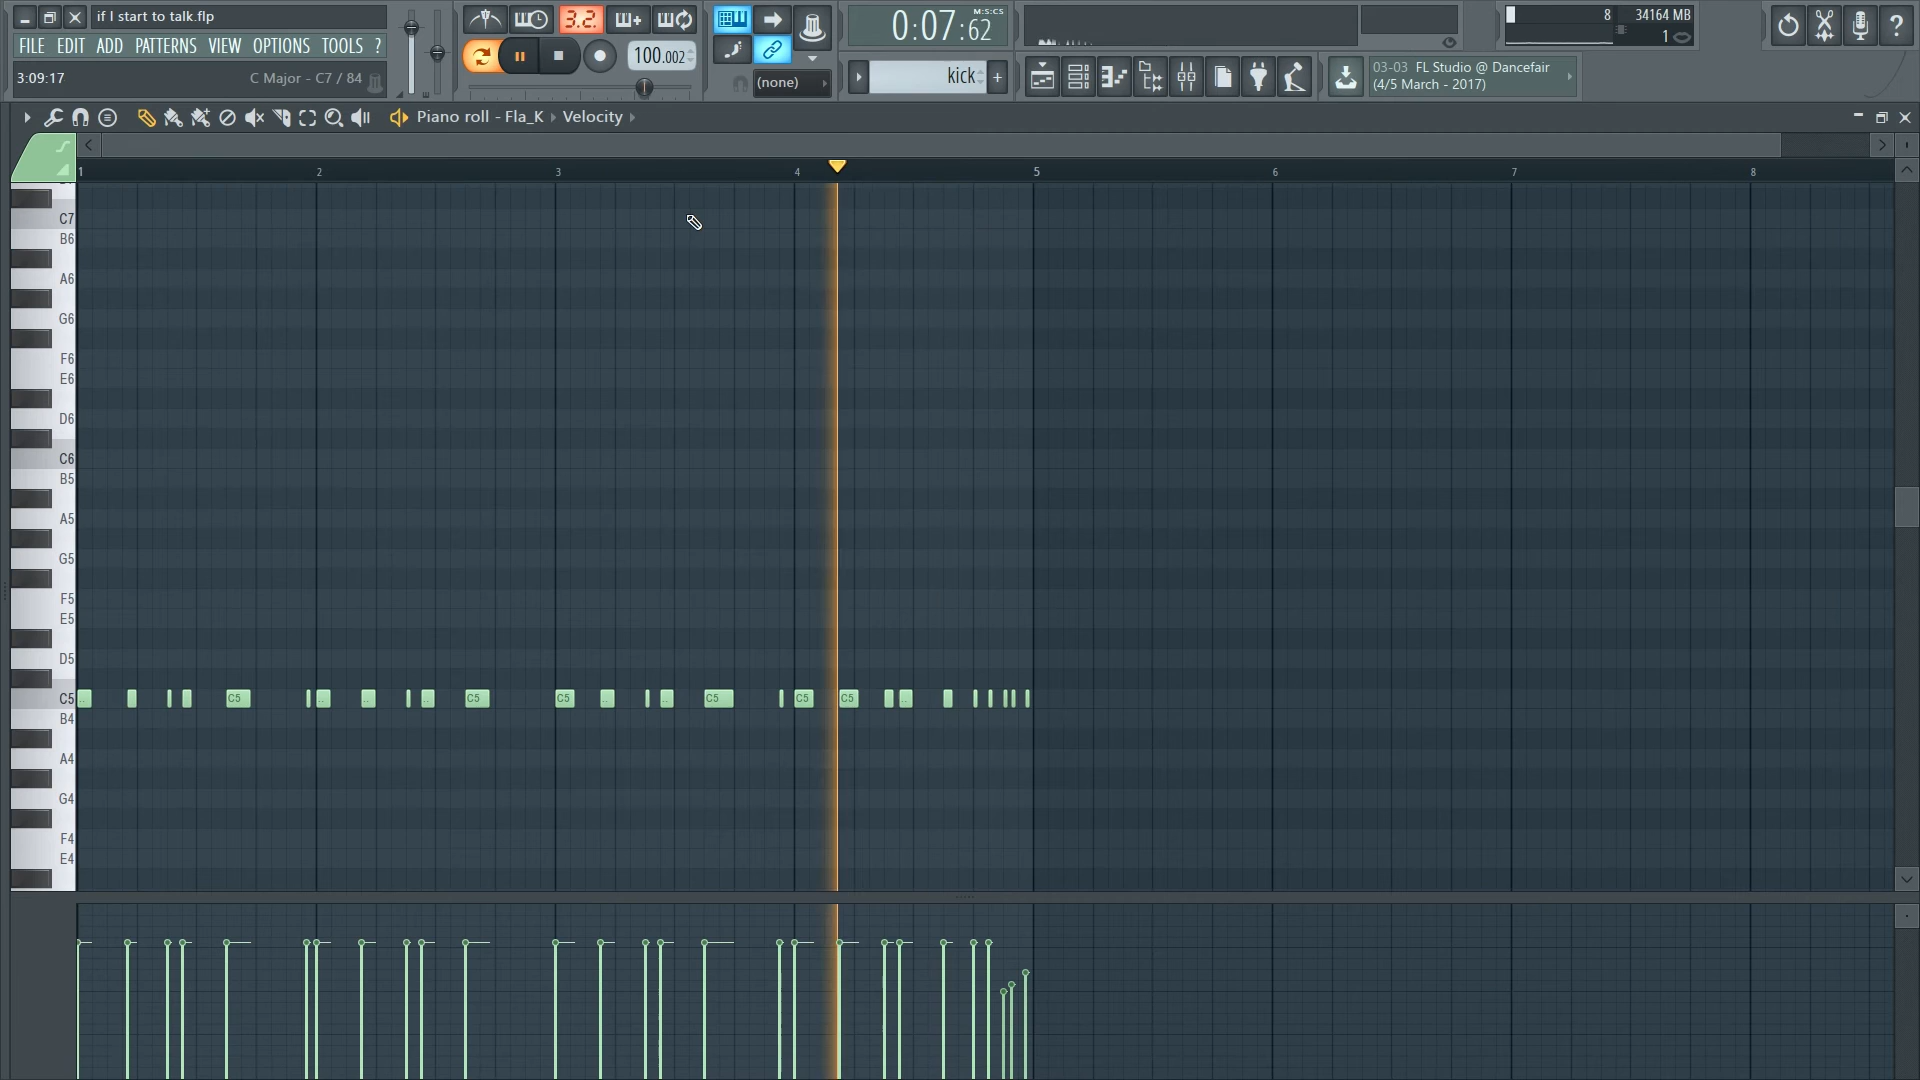 if I start to talk.flp
FILE EDIT ADD PATTERNS VIEW OPTIONS TOOLS ?
3:09:17 C Major - C7 / 84
3.2.
100.002
(none)
0:07:62
M:S:CS
kick
8 34164 MB
1
03-03 FL Studio @ Dancefair
(4/5 March - 2017)
Piano roll - Fla_K Velocity
1 2 3 4 5 6 7 8
C7
B6
A6
G6
F6
E6
D6
C6
B5
A5
G5
F5
E5
D5
C5 C5 C5 C5 C5 C5 C5
B4
A4
G4
F4
E4